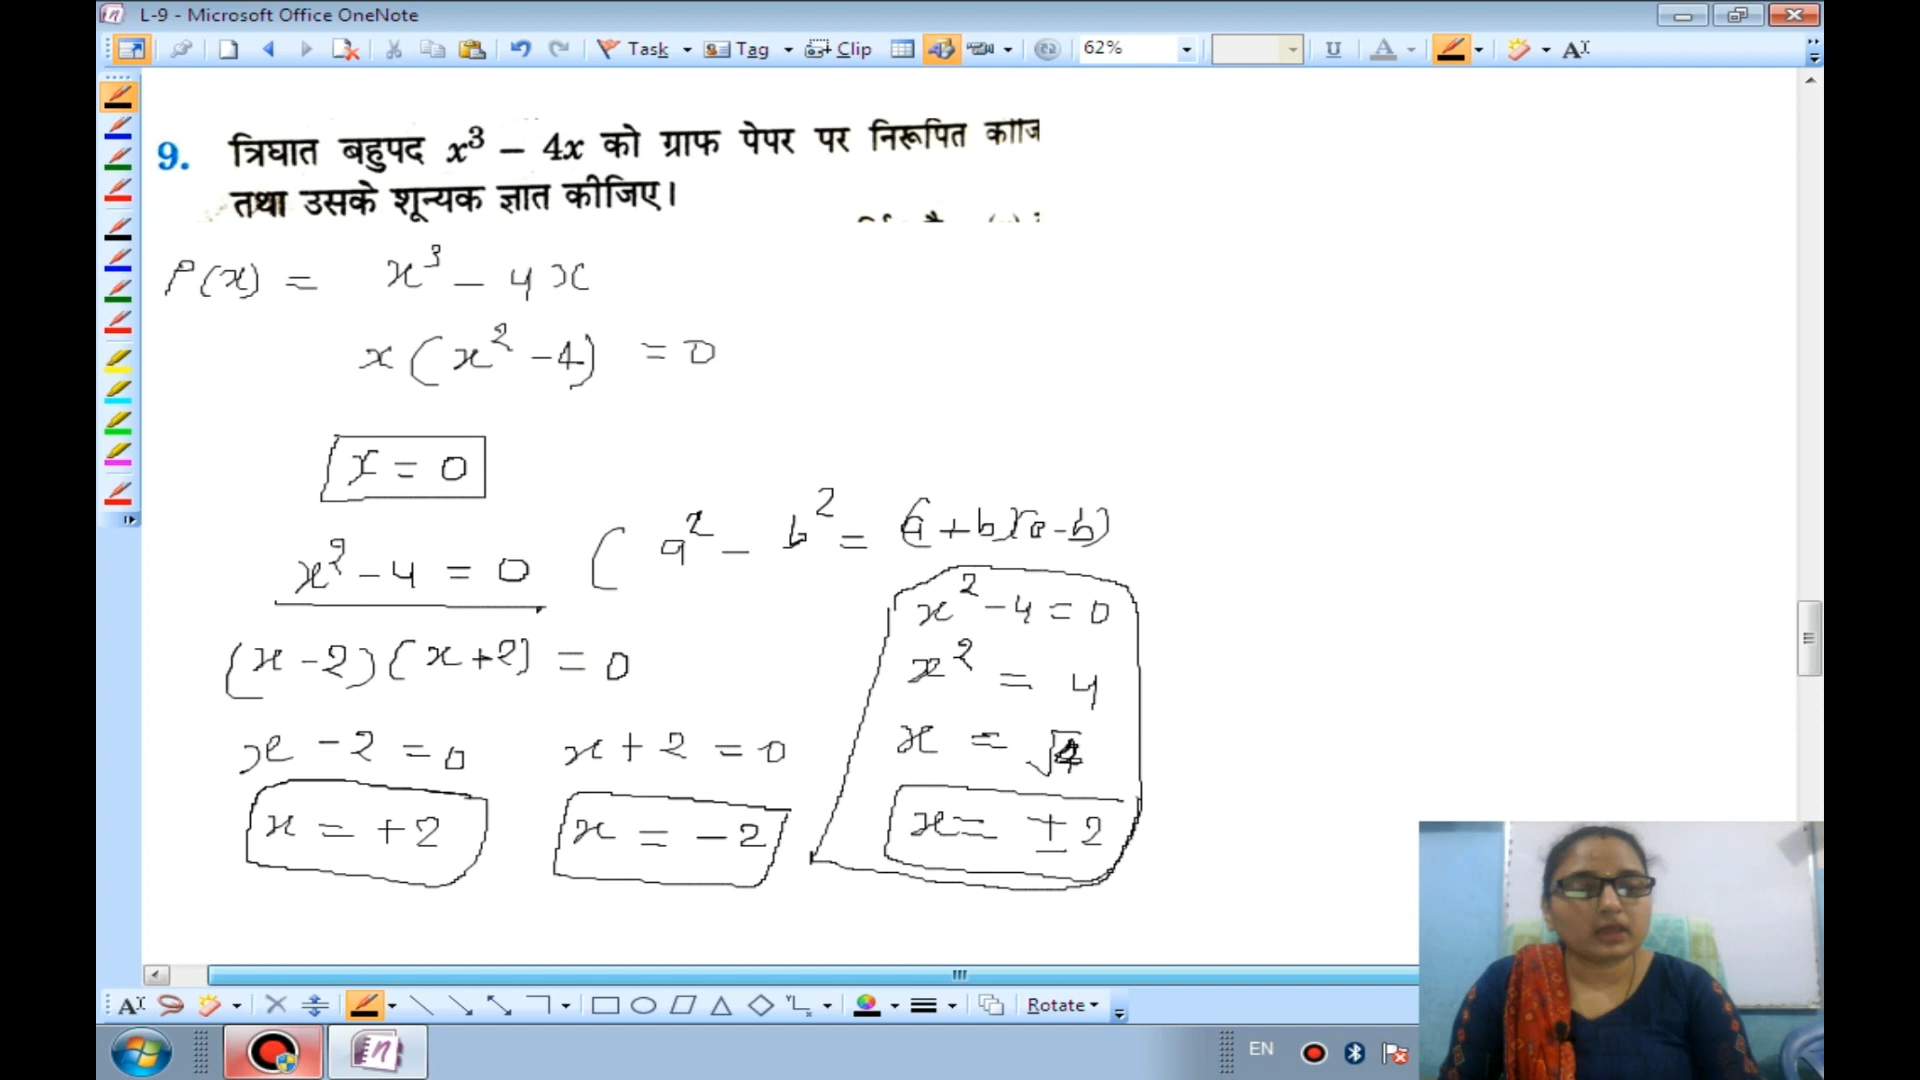 L-9 - Microsoft Office OneNote
Task Tag Clip 62% U A A
9. त्रिघात बहुपद x³ – 4x को ग्राफ पेपर पर निरूपित
तथा उसके शून्यक ज्ञात कीजिए।
P(x) = x³ - 4x
x(x² - 4) = 0
x = 0
(a² - b² = (a+b)(a-b)
x² - 4 = 0
(x-2)(x+2) = 0
x - 2 = 0 x + 2 = 0
x = +2 x = -2
x² - 4 = 0
x² = 4
x = √4
x = ±2
A Rotate
EN